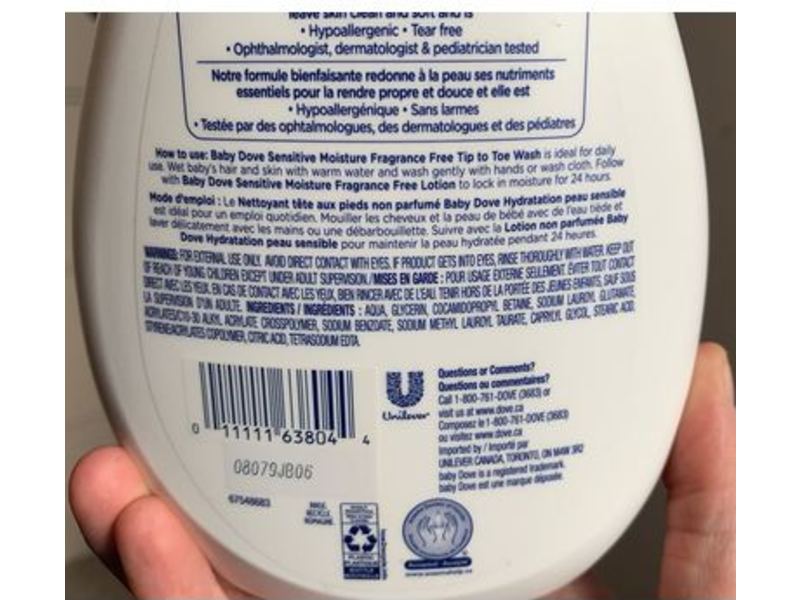 leave skin clean and soft and is
• Hypoallergenic • Tear free
• Ophthalmologist, dermatologist & pediatrician tested
Notre formule bienfaisante redonne à la peau ses nutriments
essentiels pour la rendre propre et douce et elle est
• Hypoallergénique • Sans larmes
• Testée par des ophtalmologues, des dermatologues et des pédiatres
How to use: Baby Dove Sensitive Moisture Fragrance Free Tip to Toe Wash is ideal for daily
use. Wet baby's hair and skin with warm water and wash gently with hands or wash cloth. Follow
with Baby Dove Sensitive Moisture Fragrance Free Lotion to lock in moisture for 24 hours.
Mode d'emploi : Le Nettoyant tête aux pieds non parfumé Baby Dove Hydratation peau sensible
est idéal pour un emploi quotidien. Mouiller les cheveux et la peau de bébé avec de l'eau tiède et
laver délicatement avec les mains ou une débarbouillette. Suivre avec la Lotion non parfumée Baby
Dove Hydratation peau sensible pour maintenir la peau hydratée pendant 24 heures.
WARNINGS: FOR EXTERNAL USE ONLY. AVOID DIRECT CONTACT WITH EYES. IF PRODUCT GETS INTO EYES, RINSE THOROUGHLY WITH WATER. KEEP OUT
OF REACH OF YOUNG CHILDREN EXCEPT UNDER ADULT SUPERVISION./MISES EN GARDE : POUR USAGE EXTERNE SEULEMENT. ÉVITER TOUT CONTACT
DIRECT AVEC LES YEUX. EN CAS DE CONTACT AVEC LES YEUX, BIEN RINCER AVEC DE L'EAU. TENIR HORS DE LA PORTÉE DES JEUNES ENFANTS, SAUF SOUS
LA SUPERVISION D'UN ADULTE. INGREDIENTS / INGRÉDIENTS : AQUA, GLYCERIN, COCAMIDOPROPYL BETAINE, SODIUM LAUROYL GLUTAMATE,
ACRYLATES/C10-30 ALKYL ACRYLATE CROSSPOLYMER, SODIUM BENZOATE, SODIUM METHYL LAUROYL TAURATE, CAPRYLYL GLYCOL, STEARIC ACID,
STYRENE/ACRYLATES COPOLYMER, CITRIC ACID, TETRASODIUM EDTA.
0 11111 63804 4
08079JB06
67548683
Unilever
Questions or Comments?
Questions ou commentaires?
Call 1-800-761-DOVE (3683) or
visit us at www.dove.ca
Composez le 1-800-761-DOVE (3683)
ou visitez www.dove.ca
Imported by / Importé par
UNILEVER CANADA, TORONTO, ON M4W 3R2
baby Dove is a registered trademark.
baby Dove est une marque déposée.
PLASTIC
BOTTLE